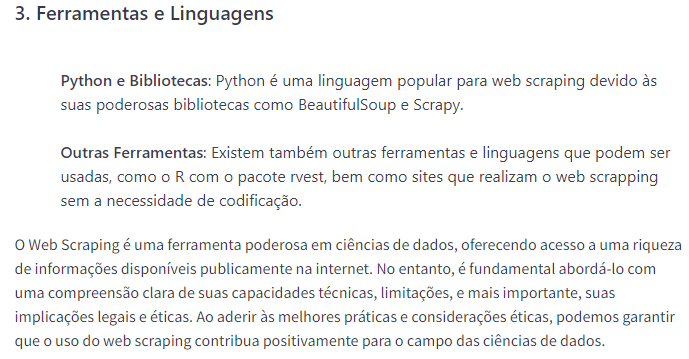 3. Ferramentas e Linguagens
Python e Bibliotecas: Python é uma linguagem popular para web scraping devido às
suas poderosas bibliotecas como BeautifulSoup e Scrapy.
Outras Ferramentas: Existem também outras ferramentas e linguagens que podem ser
usadas, como o R com o pacote rvest, bem como sites que realizam o web scrapping
sem a necessidade de codificação.
O Web Scraping é uma ferramenta poderosa em ciências de dados, oferecendo acesso a uma riqueza
de informações disponíveis publicamente na internet. No entanto, é fundamental abordá-lo com
uma compreensão clara de suas capacidades técnicas, limitações, e mais importante, suas
implicações legais e éticas. Ao aderir às melhores práticas e considerações éticas, podemos garantir
que o uso do web scraping contribua positivamente para o campo das ciências de dados.